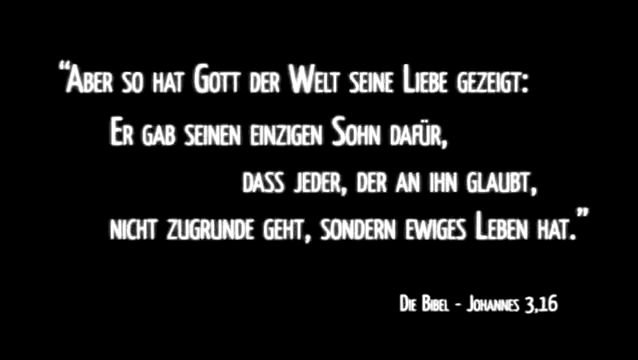 “Aber so hat Gott der Welt seine Liebe gezeigt:
Er gab seinen einzigen Sohn dafür,
dass jeder, der an ihn glaubt,
nicht zugrunde geht, sondern ewiges Leben hat.”
Die Bibel - Johannes 3,16